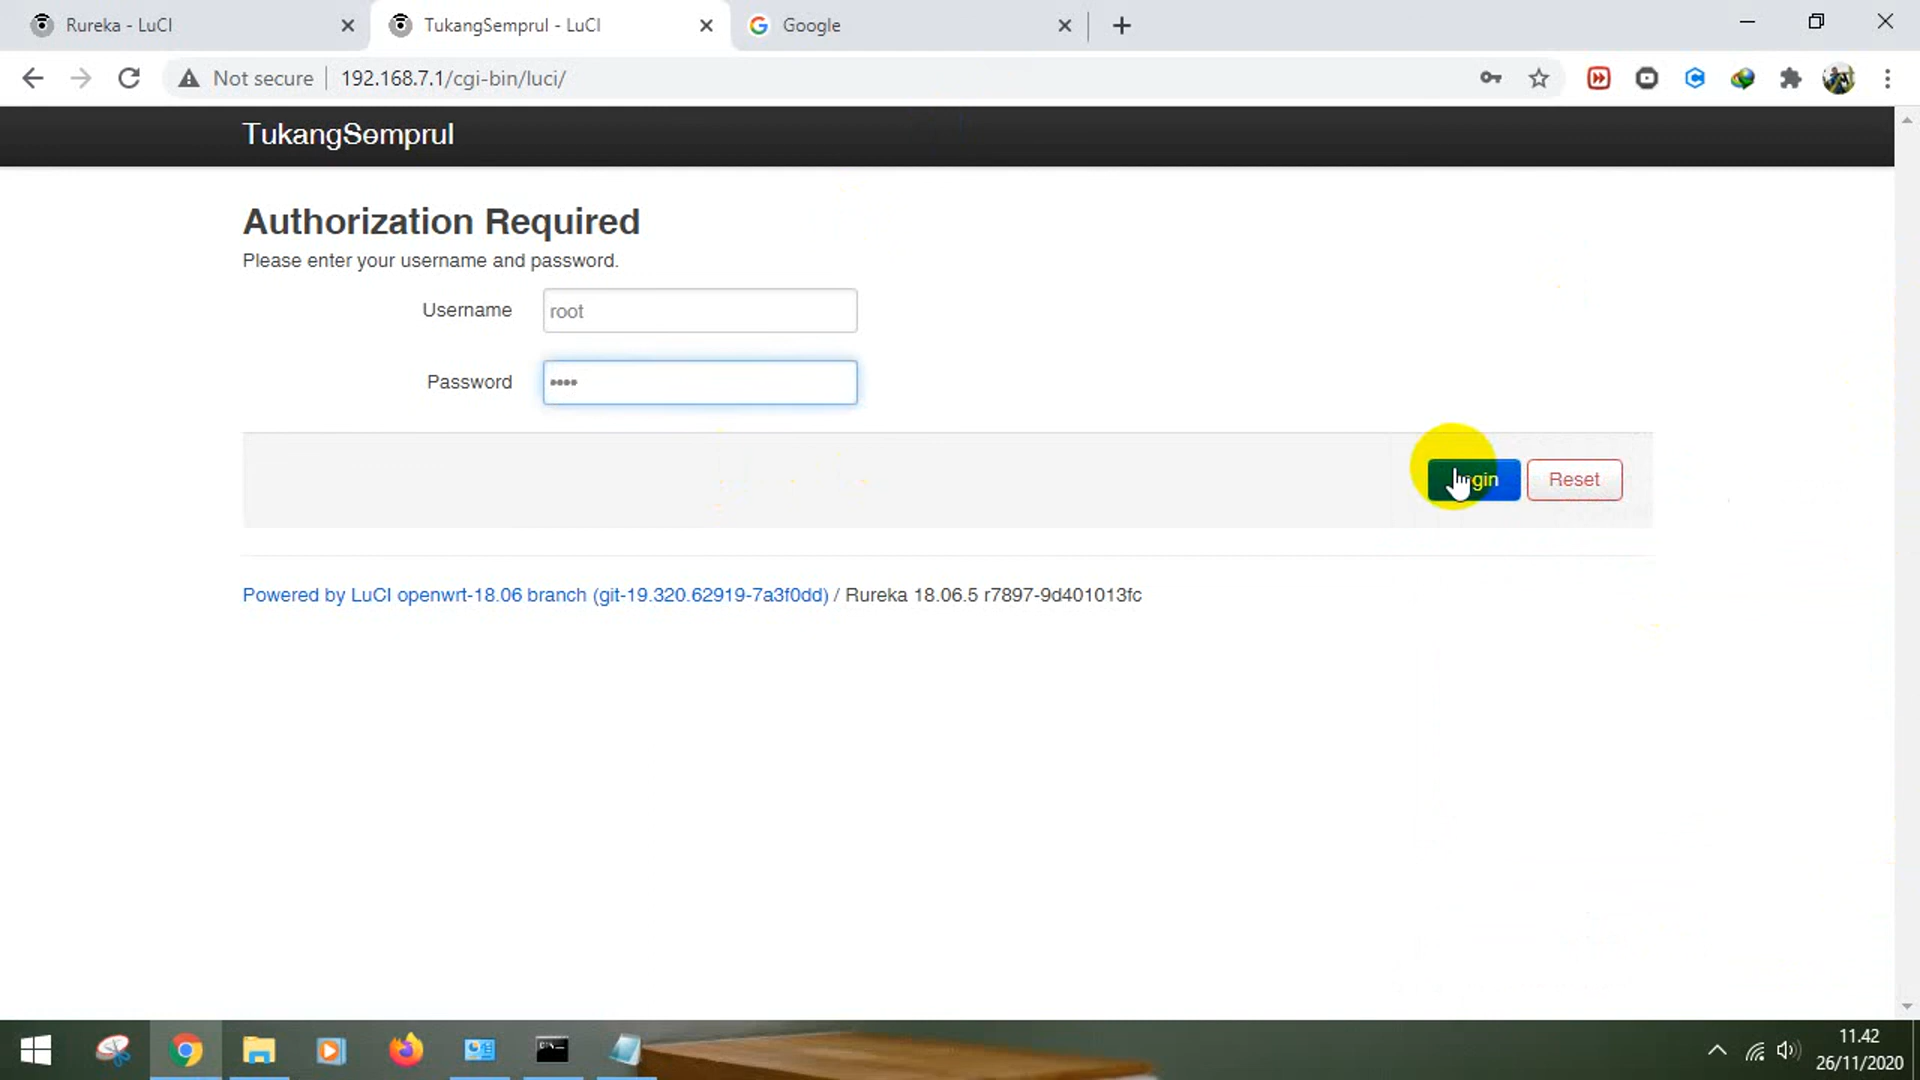 Rureka - LuCI
TukangSemprul - LuCI
Google
Not secure
192.168.7.1/cgi-bin/luci/
TukangSemprul
Authorization Required
Please enter your username and password.
Username
root
Password
Reset
Powered by LuCI openwrt-18.06 branch (git-19.320.62919-7a3f0dd) / Rureka 18.06.5 r7897-9d401013fc
11.42
26/11/2020